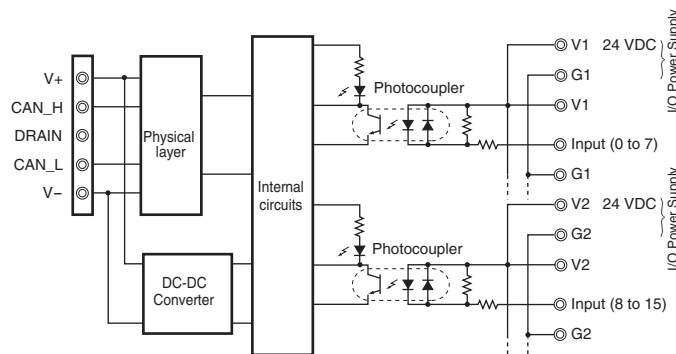 V+
CAN_H
DRAIN
CAN_L
V−
Physical
layer
DC-DC
Converter
Internal
circuits
Photocoupler
V1 24 VDC
G1
V1
Input (0 to 7)
G1
I/O Power Supply
Photocoupler
V2 24 VDC
G2
V2
Input (8 to 15)
G2
I/O Power Supply